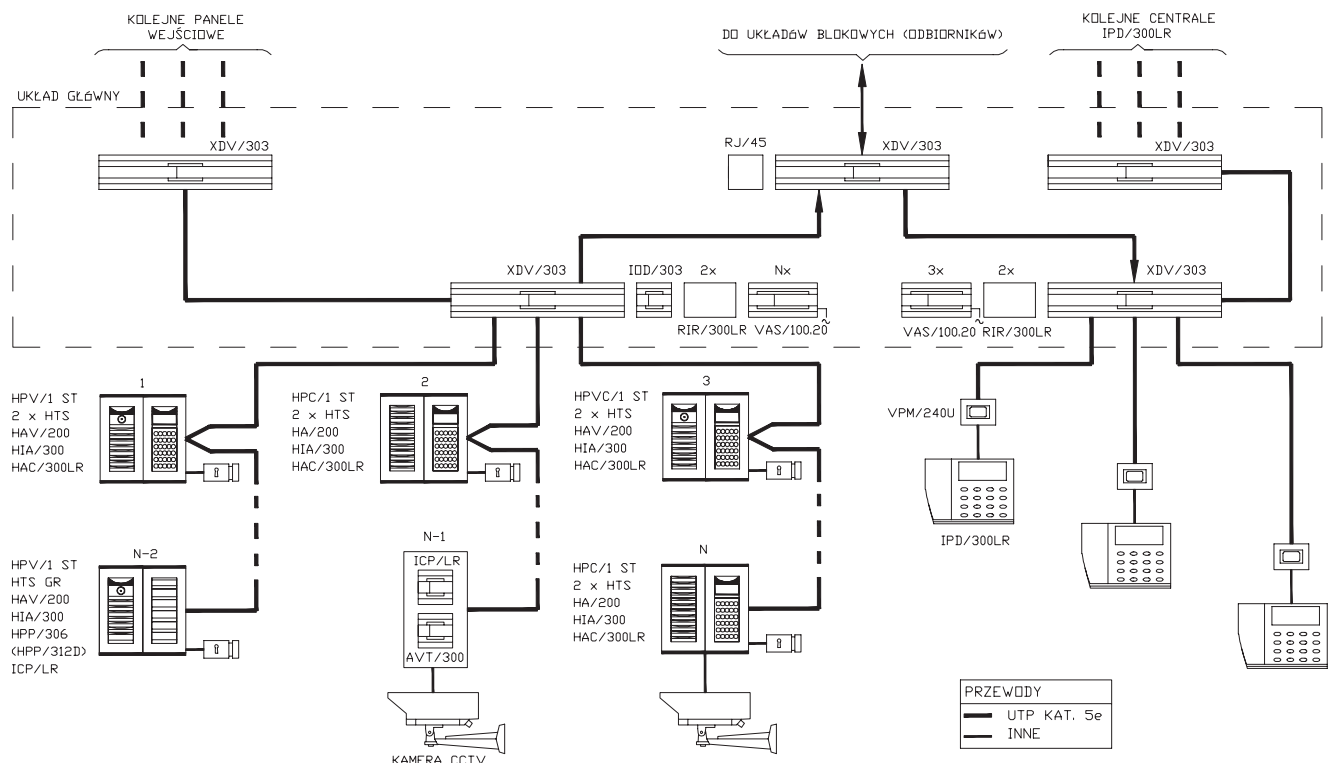 KOLEJNE PANELE
WEJŚCIOWE
DO UKŁADÓW BLOKOWYCH (ODBIORNIKÓW)
KOLEJNE CENTRALE
IPD/300LR
UKŁAD GŁÓWNY
XDV/303
RJ/45
XDV/303
XDV/303
XDV/303
IOD/303
2x
Nx
3x
2x
XDV/303
RIR/300LR
VAS/100.20
VAS/100.20
RIR/300LR
1
HPV/1 ST
2 x HTS
HAV/200
HIA/300
HAC/300LR
2
HPC/1 ST
2 x HTS
HA/200
HIA/300
HAC/300LR
3
HPVC/1 ST
2 x HTS
HAV/200
HIA/300
HAC/300LR
VPM/240U
IPD/300LR
N-2
HPV/1 ST
HTS GR
HAV/200
HIA/300
HPP/306
(HPP/312D)
ICP/LR
N-1
ICP/LR
AVT/300
KAMERA CCTV
N
HPC/1 ST
2 x HTS
HA/200
HIA/300
HAC/300LR
PRZEWODY
UTP KAT. 5e
INNE